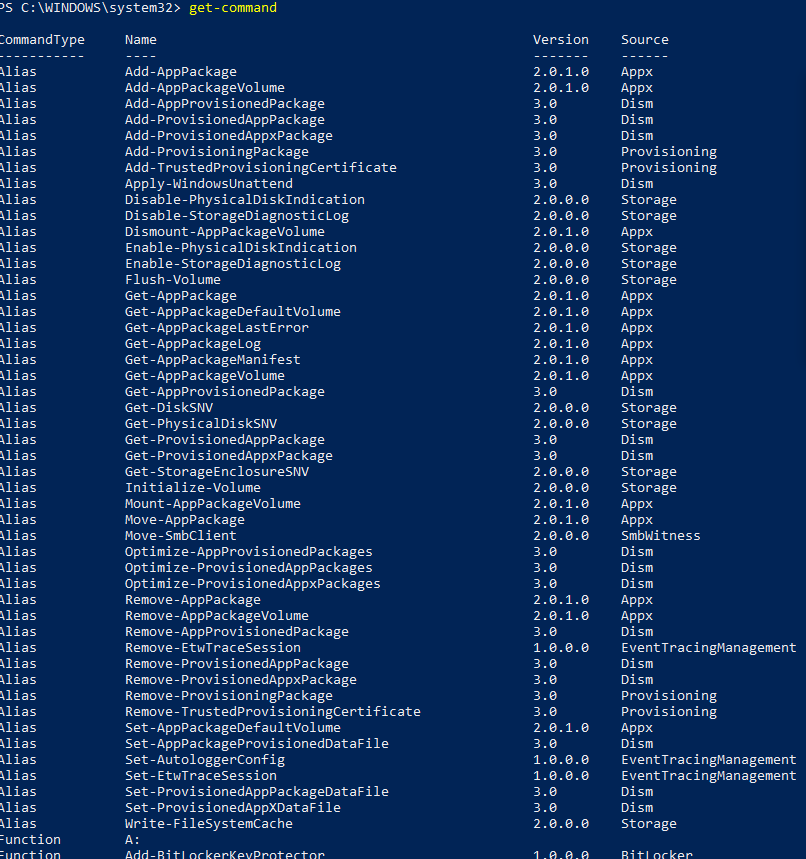 PS C:\WINDOWS\system32> get-command
CommandType Name Version Source
----------- ---- ------- ------
Alias Add-AppPackage 2.0.1.0 Appx
Alias Add-AppPackageVolume 2.0.1.0 Appx
Alias Add-AppProvisionedPackage 3.0 Dism
Alias Add-ProvisionedAppPackage 3.0 Dism
Alias Add-ProvisionedAppxPackage 3.0 Dism
Alias Add-ProvisioningPackage 3.0 Provisioning
Alias Add-TrustedProvisioningCertificate 3.0 Provisioning
Alias Apply-WindowsUnattend 3.0 Dism
Alias Disable-PhysicalDiskIndication 2.0.0.0 Storage
Alias Disable-StorageDiagnosticLog 2.0.0.0 Storage
Alias Dismount-AppPackageVolume 2.0.1.0 Appx
Alias Enable-PhysicalDiskIndication 2.0.0.0 Storage
Alias Enable-StorageDiagnosticLog 2.0.0.0 Storage
Alias Flush-Volume 2.0.0.0 Storage
Alias Get-AppPackage 2.0.1.0 Appx
Alias Get-AppPackageDefaultVolume 2.0.1.0 Appx
Alias Get-AppPackageLastError 2.0.1.0 Appx
Alias Get-AppPackageLog 2.0.1.0 Appx
Alias Get-AppPackageManifest 2.0.1.0 Appx
Alias Get-AppPackageVolume 2.0.1.0 Appx
Alias Get-AppProvisionedPackage 3.0 Dism
Alias Get-DiskSNV 2.0.0.0 Storage
Alias Get-PhysicalDiskSNV 2.0.0.0 Storage
Alias Get-ProvisionedAppPackage 3.0 Dism
Alias Get-ProvisionedAppxPackage 3.0 Dism
Alias Get-StorageEnclosureSNV 2.0.0.0 Storage
Alias Initialize-Volume 2.0.0.0 Storage
Alias Mount-AppPackageVolume 2.0.1.0 Appx
Alias Move-AppPackage 2.0.1.0 Appx
Alias Move-SmbClient 2.0.0.0 SmbWitness
Alias Optimize-AppProvisionedPackages 3.0 Dism
Alias Optimize-ProvisionedAppPackages 3.0 Dism
Alias Optimize-ProvisionedAppxPackages 3.0 Dism
Alias Remove-AppPackage 2.0.1.0 Appx
Alias Remove-AppPackageVolume 2.0.1.0 Appx
Alias Remove-AppProvisionedPackage 3.0 Dism
Alias Remove-EtwTraceSession 1.0.0.0 EventTracingManagement
Alias Remove-ProvisionedAppPackage 3.0 Dism
Alias Remove-ProvisionedAppxPackage 3.0 Dism
Alias Remove-ProvisioningPackage 3.0 Provisioning
Alias Remove-TrustedProvisioningCertificate 3.0 Provisioning
Alias Set-AppPackageDefaultVolume 2.0.1.0 Appx
Alias Set-AppPackageProvisionedDataFile 3.0 Dism
Alias Set-AutologgerConfig 1.0.0.0 EventTracingManagement
Alias Set-EtwTraceSession 1.0.0.0 EventTracingManagement
Alias Set-ProvisionedAppPackageDataFile 3.0 Dism
Alias Set-ProvisionedAppXDataFile 3.0 Dism
Alias Write-FileSystemCache 2.0.0.0 Storage
Function A:
Function Add-BitLockerKeyProtector 1.0.0.0 BitLocker